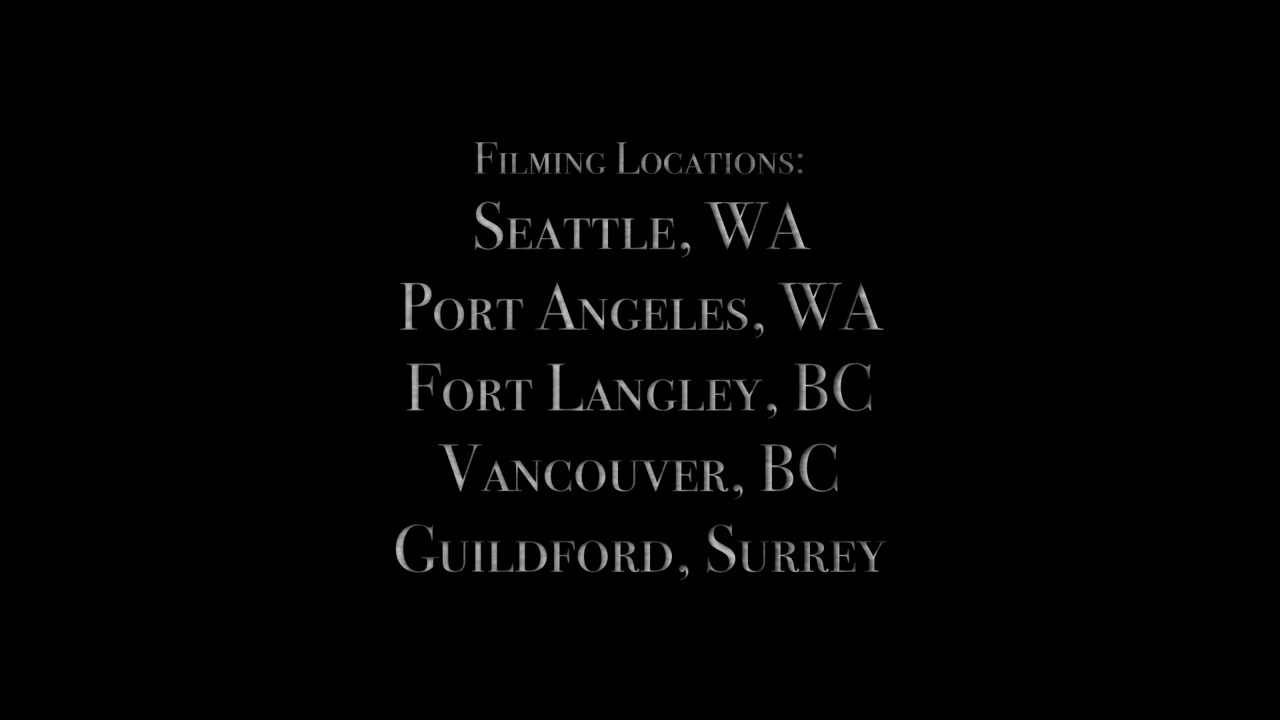 Filming Locations:
Seattle, WA
Port Angeles, WA
Fort Langley, BC
Vancouver, BC
Guildford, Surrey